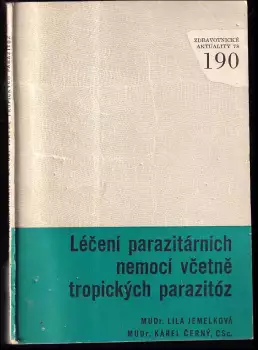 ZDRAVOTNICKÉ
AKTUALITY 78
190
Léčení parazitárních
nemocí včetně
tropických parazitóz
MUDr. LILA JEMELKOVÁ
MUDr. KAREL ČERNÝ, CSc.